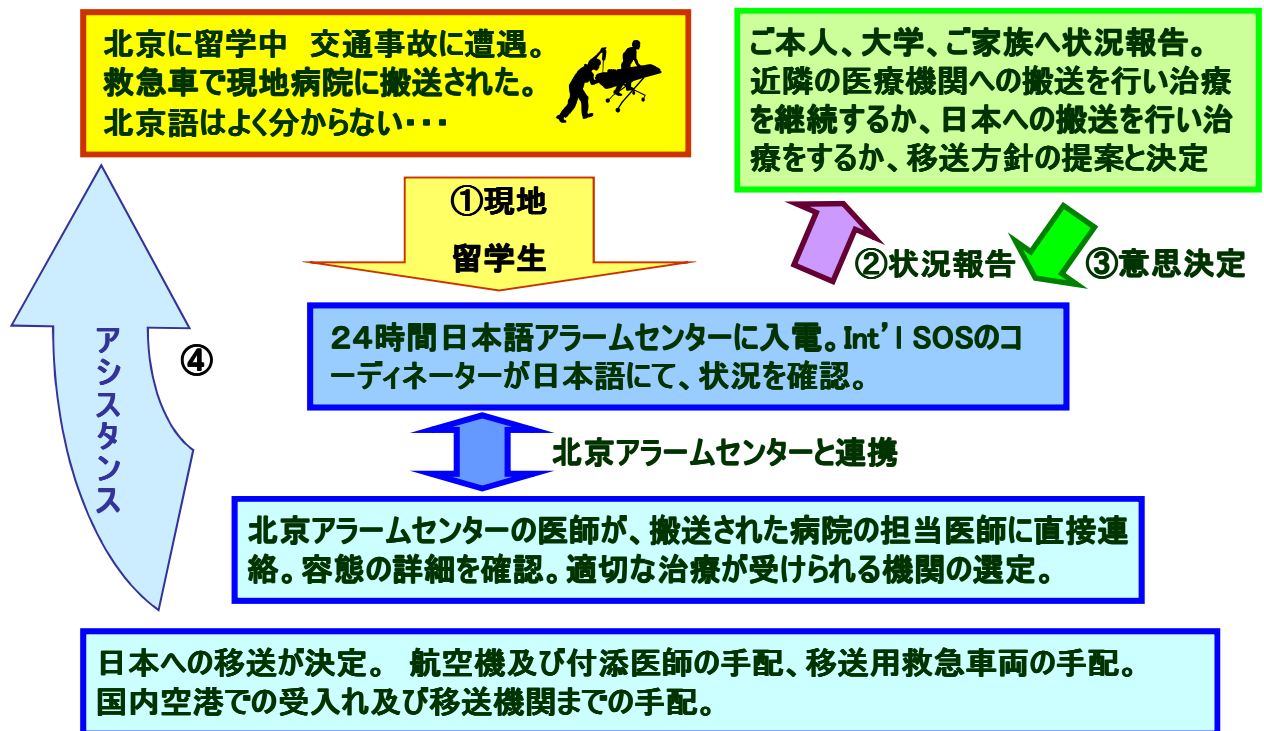 北京に留学中　交通事故に遭遇。
救急車で現地病院に搬送された。
北京語はよく分からない・・・
ご本人、大学、ご家族へ状況報告。
近隣の医療機関への搬送を行い治療
を継続するか、日本への搬送を行い治
療をするか、移送方針の提案と決定
①現地
留学生
②状況報告
③意思決定
２４時間日本語アラームセンターに入電。Int’l SOSのコ
ーディネーターが日本語にて、状況を確認。
④
アシスタンス
北京アラームセンターと連携
北京アラームセンターの医師が、搬送された病院の担当医師に直接連
絡。容態の詳細を確認。適切な治療が受けられる機関の選定。
日本への移送が決定。　航空機及び付添医師の手配、移送用救急車両の手配。
国内空港での受入れ及び移送機関までの手配。